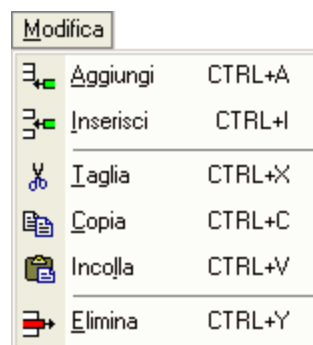 Modifica
Aggiungi CTRL+A
Inserisci CTRL+I
Taglia CTRL+X
Copia CTRL+C
Incolla CTRL+V
Elimina CTRL+Y